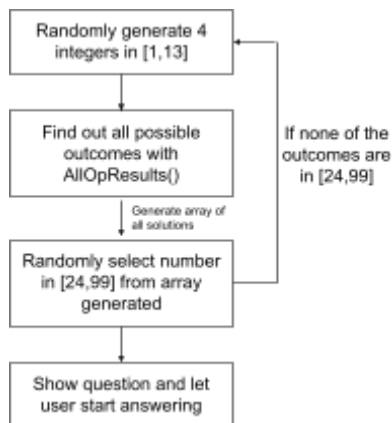 Randomly generate 4
integers in [1,13]
Find out all possible
outcomes with
AllOpResults()
If none of the
outcomes are
in [24,99]
Generate array of
all solutions
Randomly select number
in [24,99] from array
generated
Show question and let
user start answering